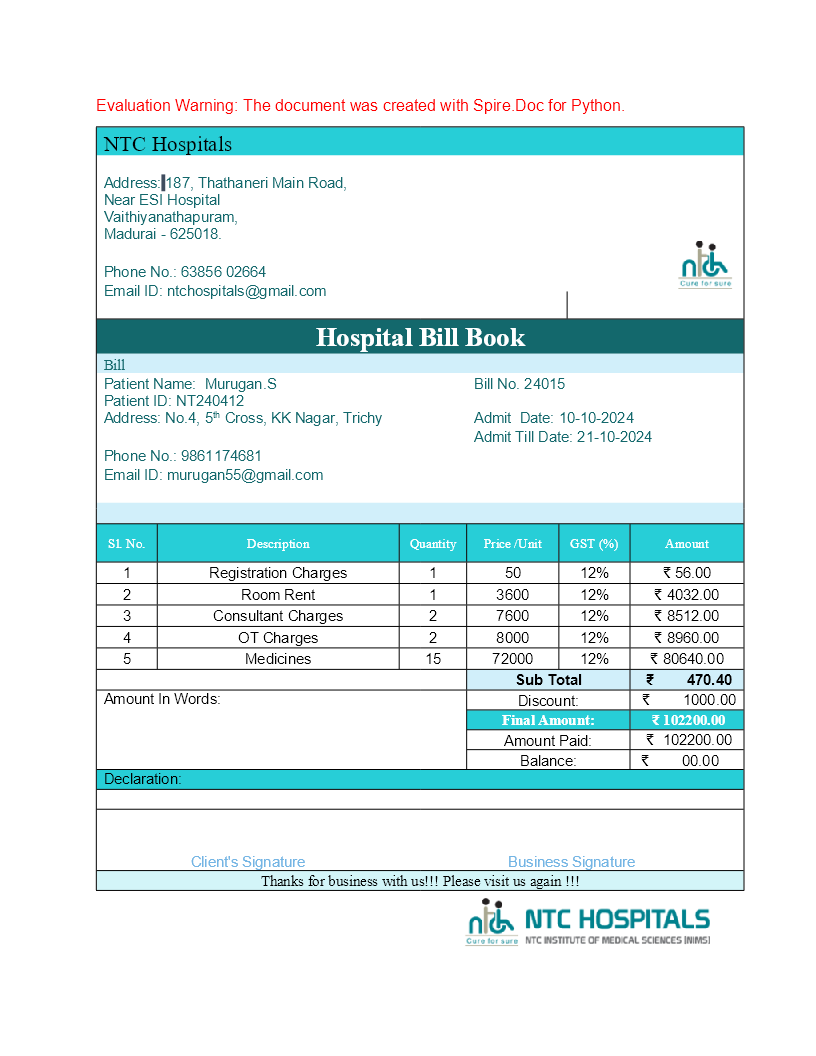 Evaluation Warning: The document was created with Spire.Doc for Python.
NTC Hospitals
Address: 187, Thathaneri Main Road,
Near ESI Hospital
Vaithiyanathapuram,
Madurai - 625018.
Phone No.: 63856 02664
Email ID: ntchospitals@gmail.com
Cure for sure
Hospital Bill Book
Bill
Patient Name:  Murugan.S Bill No. 24015
Patient ID: NT240412
Address: No.4, 5th Cross, KK Nagar, Trichy Admit  Date: 10-10-2024
Admit Till Date: 21-10-2024
Phone No.: 9861174681
Email ID: murugan55@gmail.com
Sl. No. Description Quantity Price /Unit GST (%) Amount
1 Registration Charges 1 50 12% ₹ 56.00
2 Room Rent 1 3600 12% ₹ 4032.00
3 Consultant Charges 2 7600 12% ₹ 8512.00
4 OT Charges 2 8000 12% ₹ 8960.00
5 Medicines 15 72000 12% ₹ 80640.00
Sub Total ₹ 470.40
Amount In Words: Discount: ₹ 1000.00
Final Amount: ₹ 102200.00
Amount Paid: ₹ 102200.00
Balance: ₹ 00.00
Declaration:
Client's Signature Business Signature
Thanks for business with us!!! Please visit us again !!!
NTC HOSPITALS
Cure for sure NTC INSTITUTE OF MEDICAL SCIENCES [NIMS]